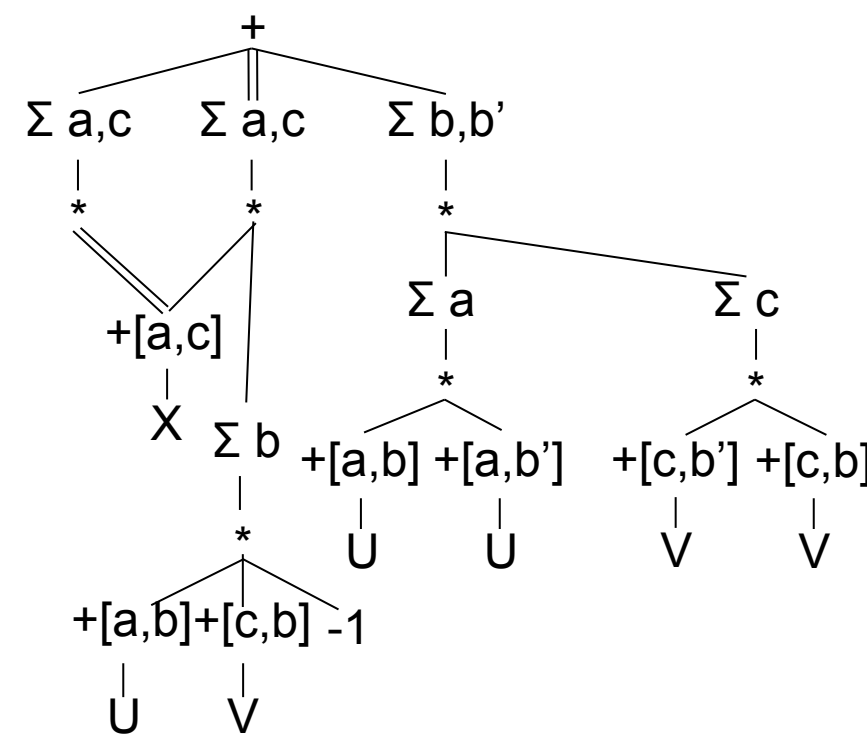 +
Σ a,c Σ a,c Σ b,b’
* * *
Σ a Σ c
+[a,c]
* *
X Σ b
+[a,b] +[a,b’] +[c,b’] +[c,b]
*
U U V V
+[a,b] +[c,b] -1
U V